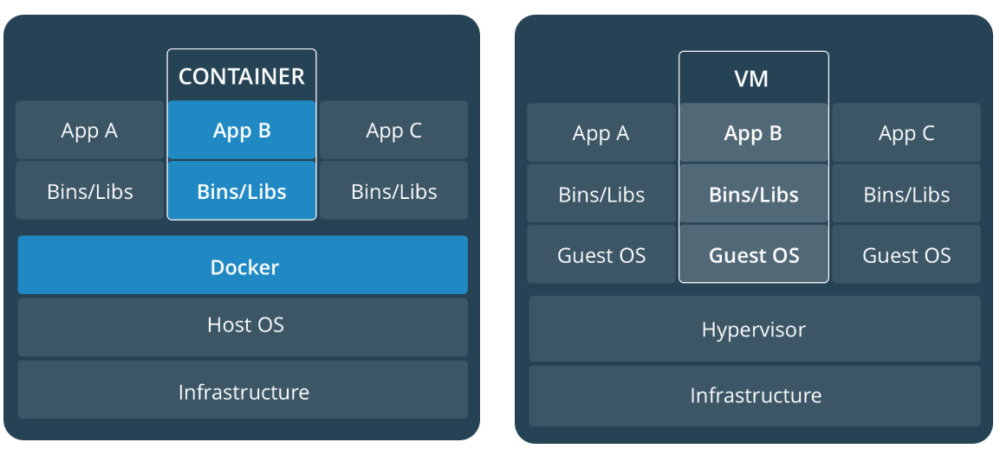 CONTAINER
App A
App B
App C
Bins/Libs
Bins/Libs
Bins/Libs
Docker
Host OS
Infrastructure
VM
App A
App B
App C
Bins/Libs
Bins/Libs
Bins/Libs
Guest OS
Guest OS
Guest OS
Hypervisor
Infrastructure